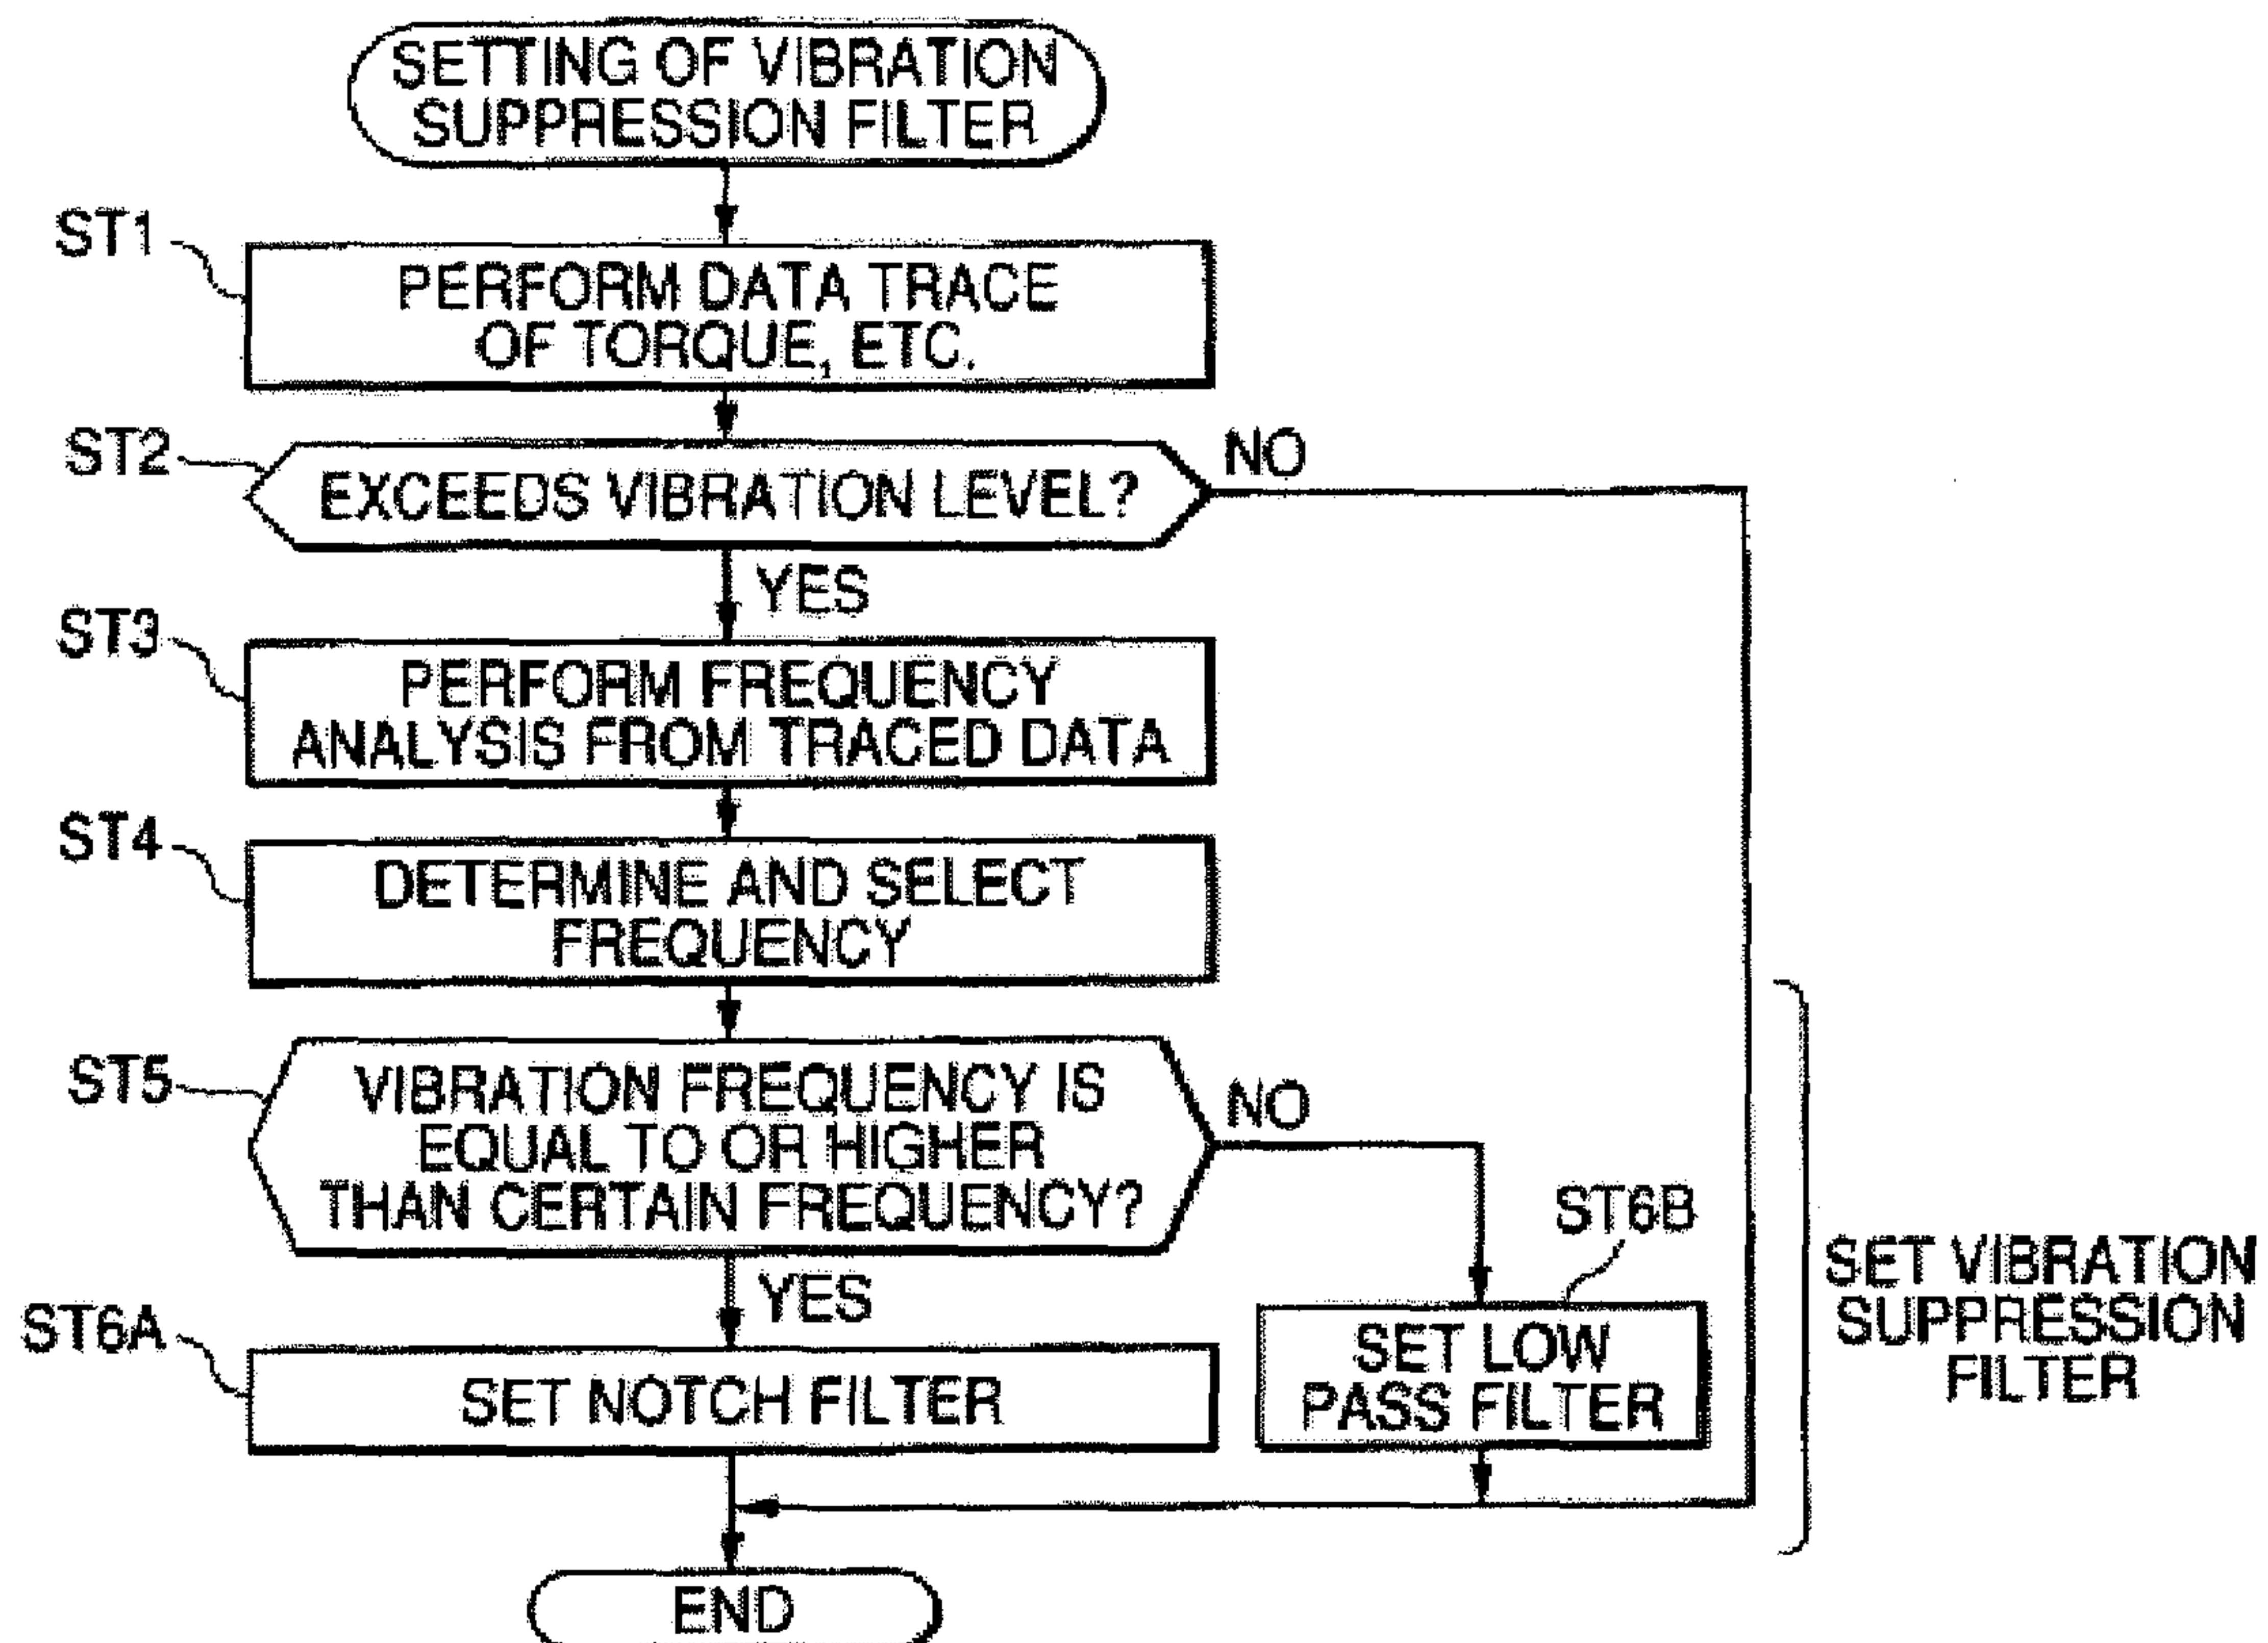 SETTING OF VIBRATION
SUPPRESSION FILTER
ST1
PERFORM DATA TRACE
OF TORQUE, ETC.
ST2
EXCEEDS VIBRATION LEVEL?
NO
YES
ST3
PERFORM FREQUENCY
ANALYSIS FROM TRACED DATA
ST4
DETERMINE AND SELECT
FREQUENCY
ST5
VIBRATION FREQUENCY IS
EQUAL TO OR HIGHER
THAN CERTAIN FREQUENCY?
NO
YES
ST6A
SET NOTCH FILTER
ST6B
SET LOW
PASS FILTER
SET VIBRATION
SUPPRESSION
FILTER
END